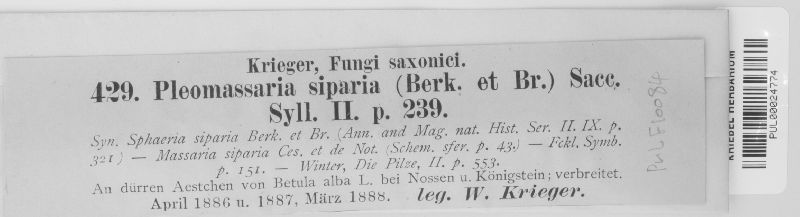 Krieger, Fungi saxonici.
429. Pleomassaria siparia (Berk. et Br.) Sacc.
Syll. II. p. 239.
Syn. Sphaeria siparia Berk. et Br. (Ann. and Mag. nat. Hist. Ser. II. IX. p.
321) — Massaria siparia Ces. et de Not. (Schem. sfer. p. 43.) — Fckl, Symb.
p. 151. — Winter, Die Pilze, II. p. 553.
An dürren Aestchen von Betula alba L. bei Nossen u. Königstein; verbreitet.
April 1886 u. 1887, März 1888. leg. W. Krieger.
PULF10084
KRIEBEL HERBARIUM
PUL00024774